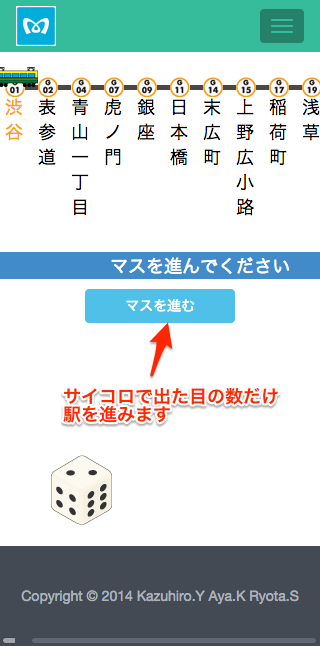 G 01
G 02
G 04
G 07
G 09
G 11
G 14
G 15
G 17
G 19
渋谷
表参道
青山一丁目
虎ノ門
銀座
日本橋
末広町
上野広小路
稲荷町
浅草
マスを進んでください
マスを進む
サイコロで出た目の数だけ
駅を進みます
Copyright © 2014 Kazuhiro.Y Aya.K Ryota.S